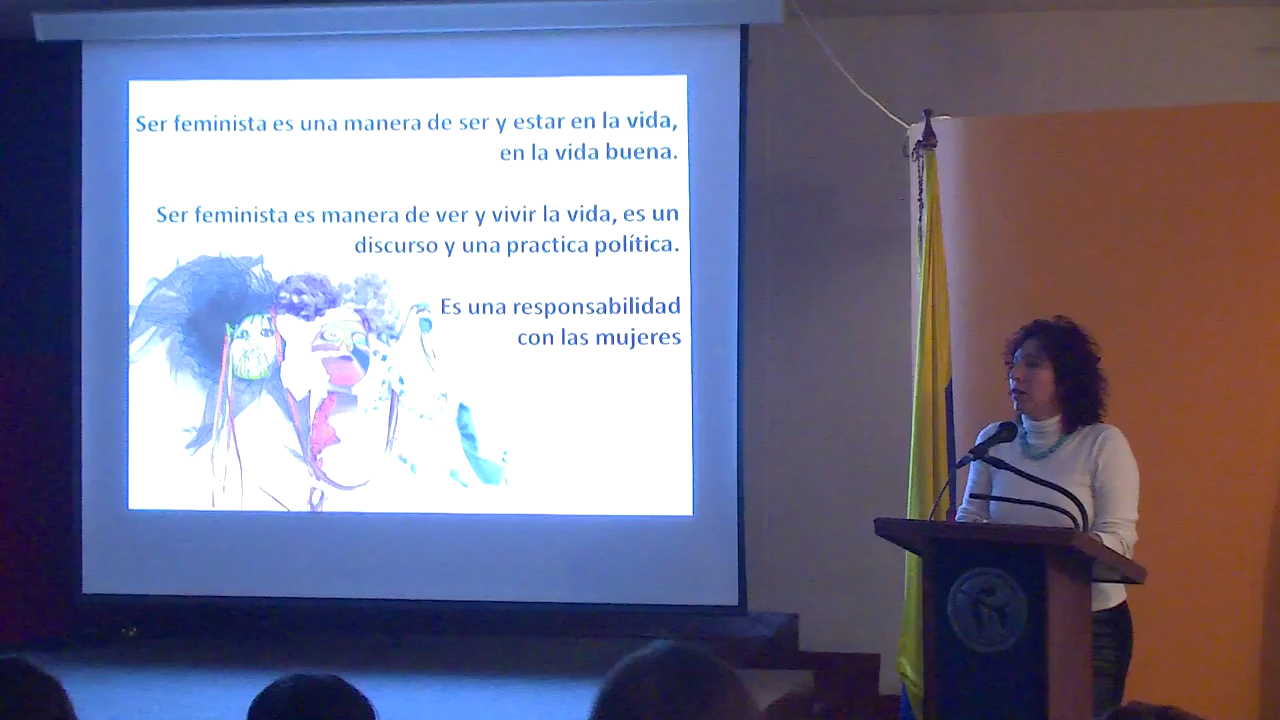 Ser feminista es una manera de ser y estar en la vida,
en la vida buena.
Ser feminista es manera de ver y vivir la vida, es un
discurso y una practica política.
Es una responsabilidad
con las mujeres